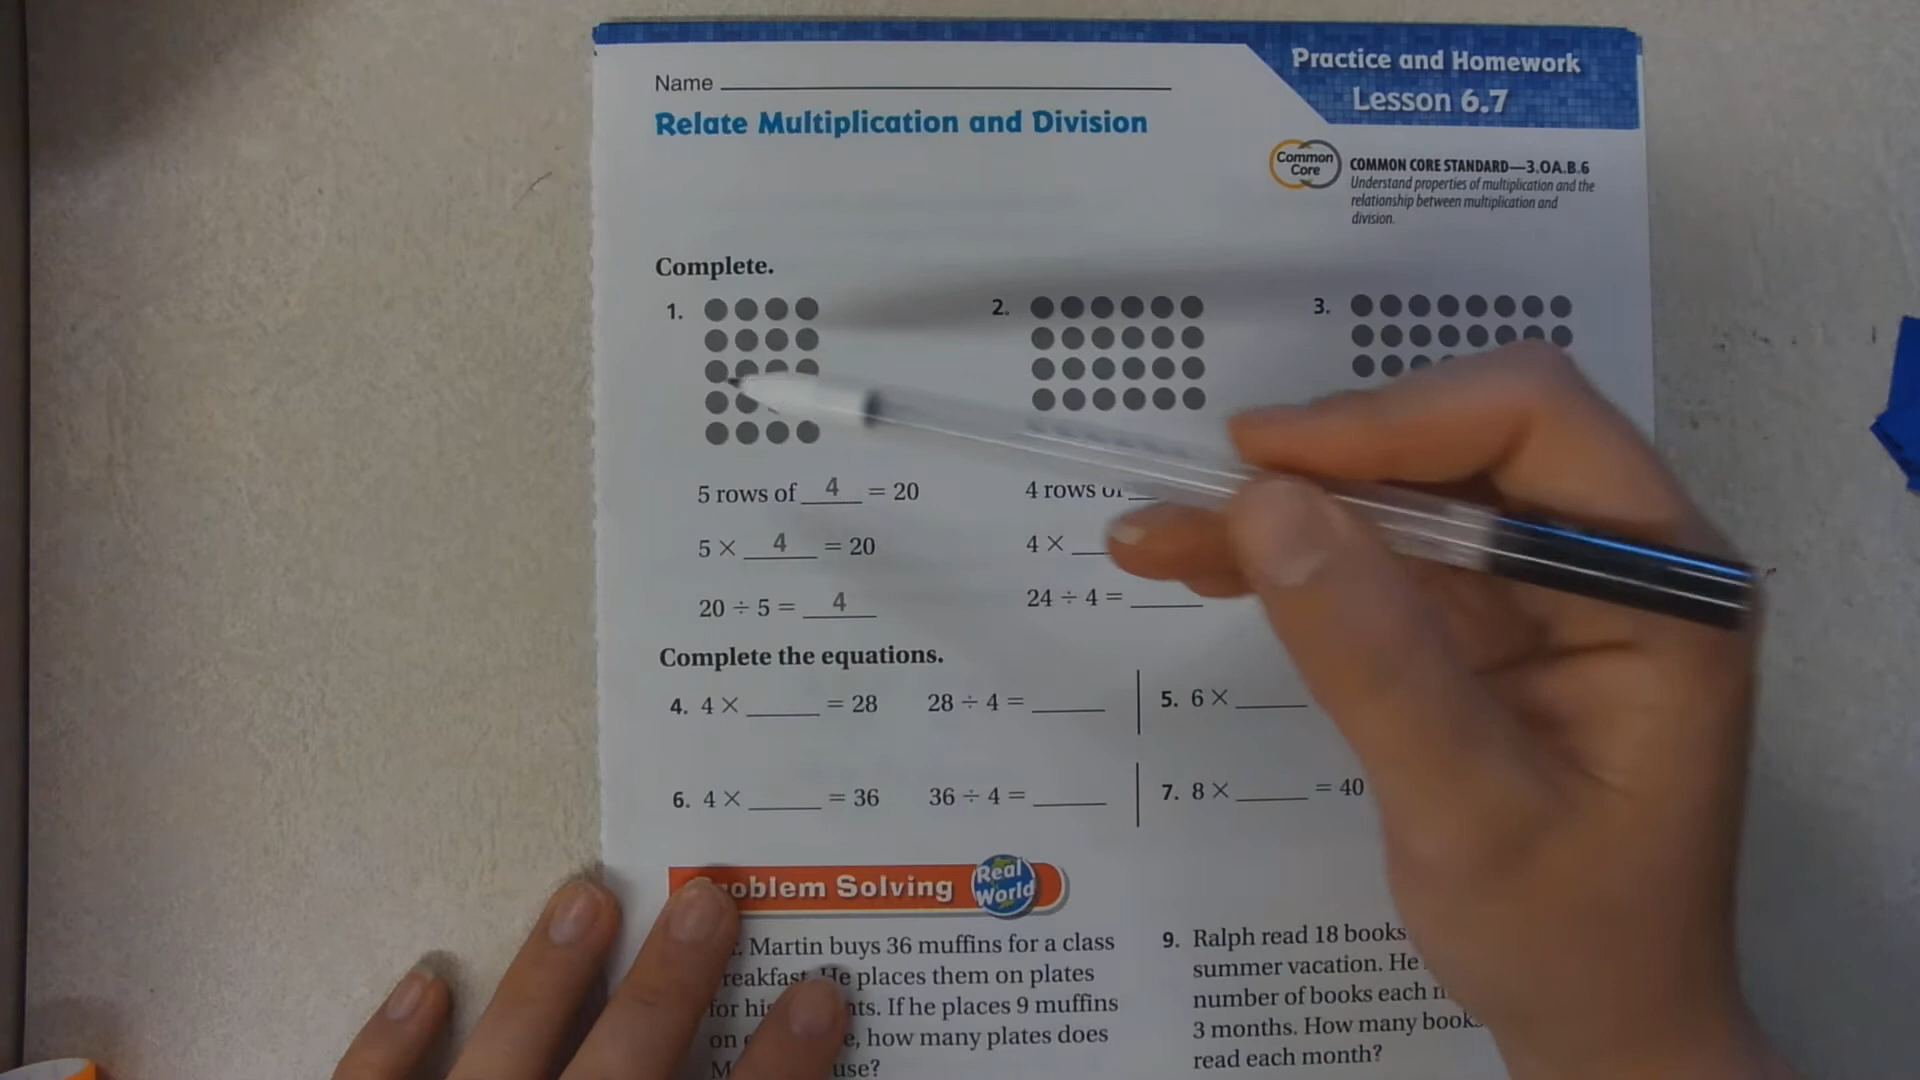 Practice and Homework
Lesson 6.7
Name
Relate Multiplication and Division
Common
Core
COMMON CORE STANDARD—3.OA.B.6
Understand properties of multiplication and the
relationship between multiplication and
division.
Complete.
1.
2.
3.
5 rows of 4 = 20
4 rows
5 × 4 = 20
4 ×
20 ÷ 5 = 4
24 ÷ 4 =
Complete the equations.
4. 4 × = 28 28 ÷ 4 =
5. 6 ×
6. 4 × = 36 36 ÷ 4 =
7. 8 × = 40
Solving
Real
World
Martin buys 36 muffins for a class
places them on plates
If he places 9 muffins
on how many plates does
use?
9. Ralph read 18 books
summer vacation. He
number of books each
3 months. How many
read each month?